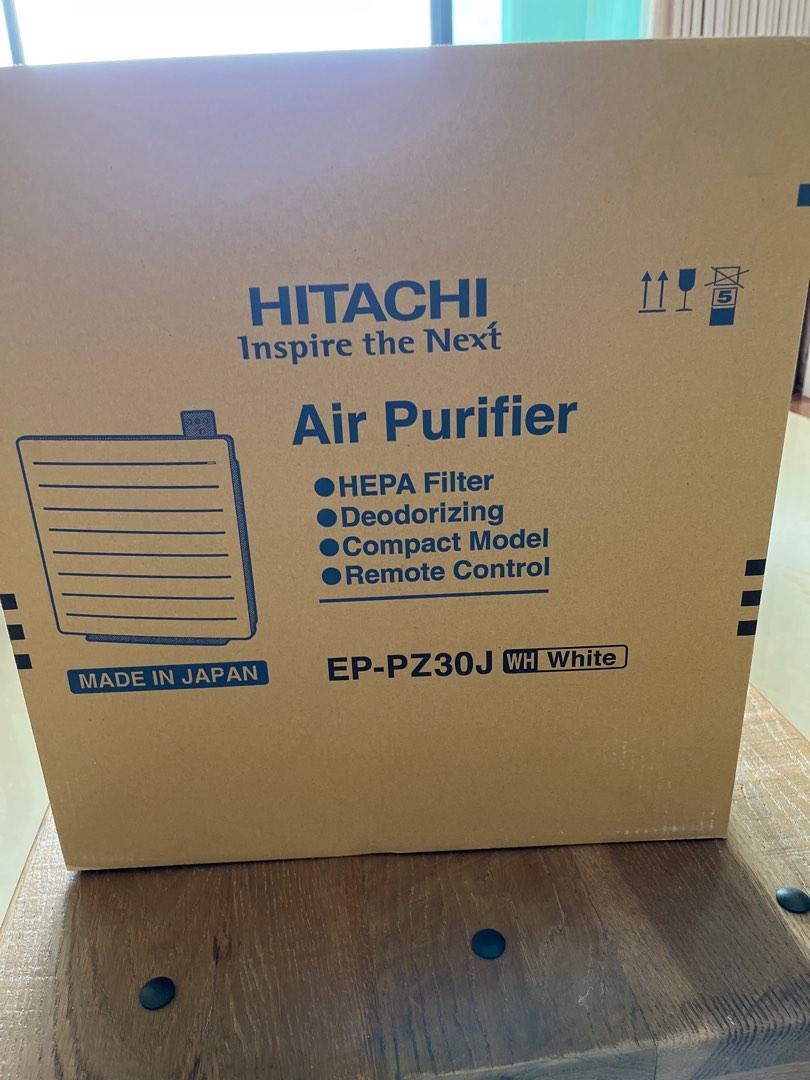 HITACHI
Inspire the Next
5
Air Purifier
●HEPA Filter
●Deodorizing
●Compact Model
●Remote Control
MADE IN JAPAN
EP-PZ30J WH White